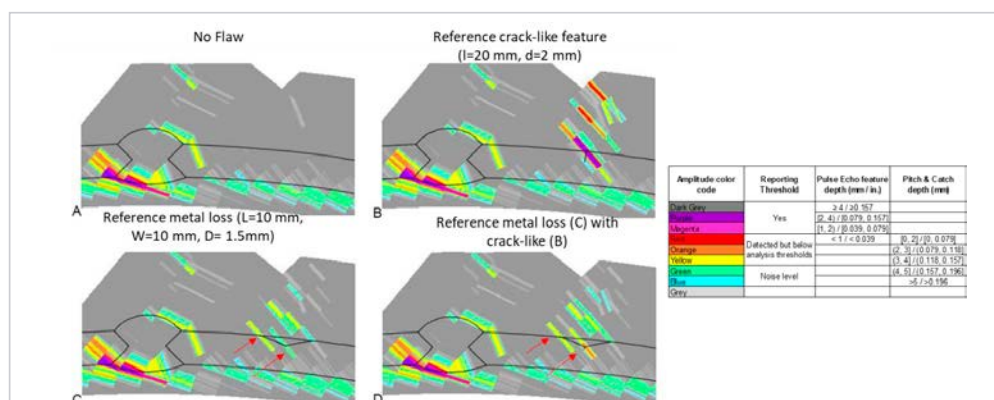 No Flaw
Reference crack-like feature
(l=20 mm, d=2 mm)
A
B
Reference metal loss (L=10 mm,
W=10 mm, D= 1.5mm)
Reference metal loss (C) with
crack-like (B)
C
D
Amplitude color code Reporting Threshold Pulse Echo feature depth (mm / in.) Pitch & Catch depth (mm)
Dark Grey Yes ≥ 4 / ≥0.157
Purple [2, 4) / [0.079, 0.157)
Magenta [1, 2) / [0.039, 0.079)
Red Detected but below analysis thresholds < 1 / < 0.039 [0, 2] / [0, 0.079]
Orange (2, 3] / (0.079, 0.118]
Yellow (3, 4] / (0.118, 0.157]
Green Noise level (4, 5] / (0.157, 0.196]
Blue >5 / >0.196
Grey